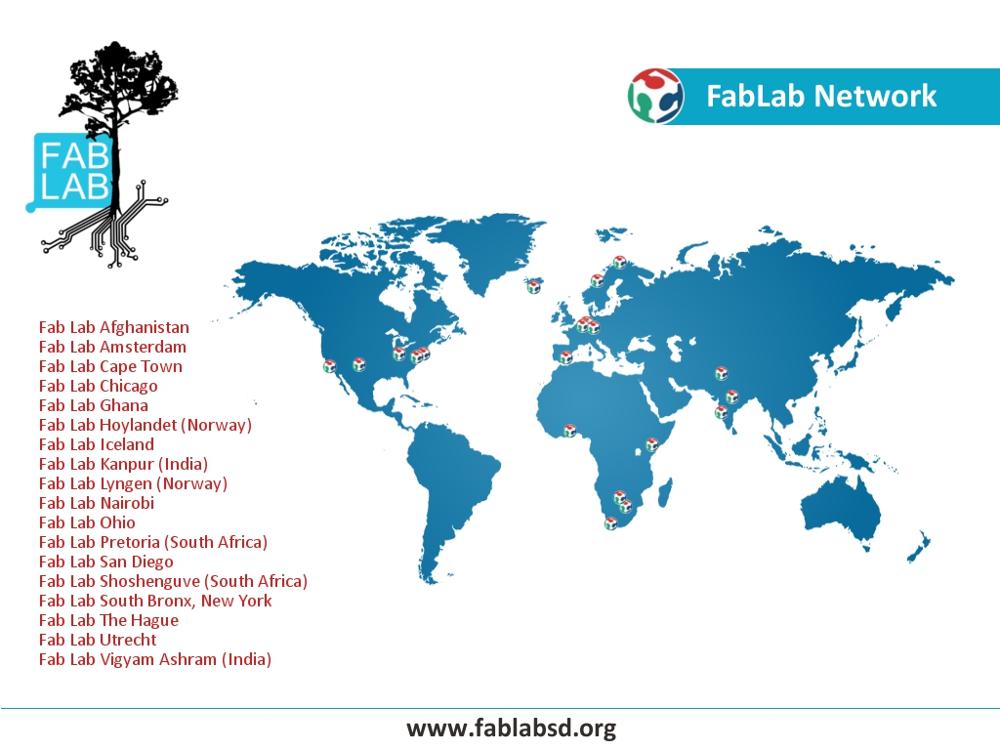 FabLab Network
FAB
LAB
Fab Lab Afghanistan
Fab Lab Amsterdam
Fab Lab Cape Town
Fab Lab Chicago
Fab Lab Ghana
Fab Lab Hoylandet (Norway)
Fab Lab Iceland
Fab Lab Kanpur (India)
Fab Lab Lyngen (Norway)
Fab Lab Nairobi
Fab Lab Ohio
Fab Lab Pretoria (South Africa)
Fab Lab San Diego
Fab Lab Shoshenguve (South Africa)
Fab Lab South Bronx, New York
Fab Lab The Hague
Fab Lab Utrecht
Fab Lab Vigyam Ashram (India)
www.fablabsd.org